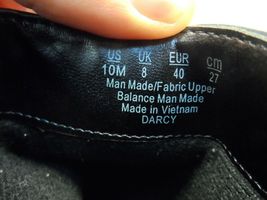 US UK EUR cm
10M 8 40 27
Man Made/Fabric Upper
Balance Man Made
Made in Vietnam
DARCY